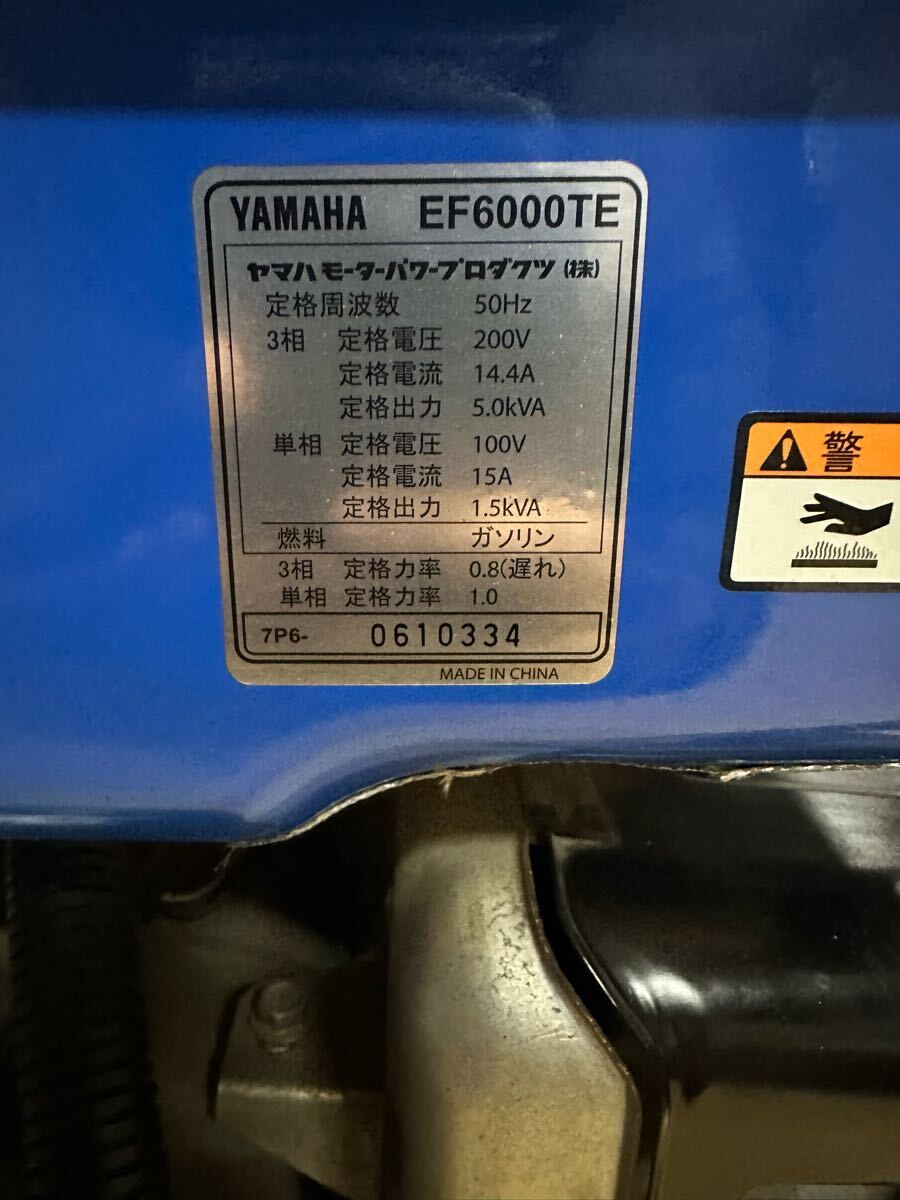 YAMAHA EF6000TE
ヤマハモーターパワープロダクツ(株)
定格周波数 50Hz
3相 定格電圧 200V
定格電流 14.4A
定格出力 5.0kVA
単相 定格電圧 100V
定格電流 15A
定格出力 1.5kVA
燃料 ガソリン
3相 定格力率 0.8(遅れ)
単相 定格力率 1.0
7P6- 0610334
MADE IN CHINA
警